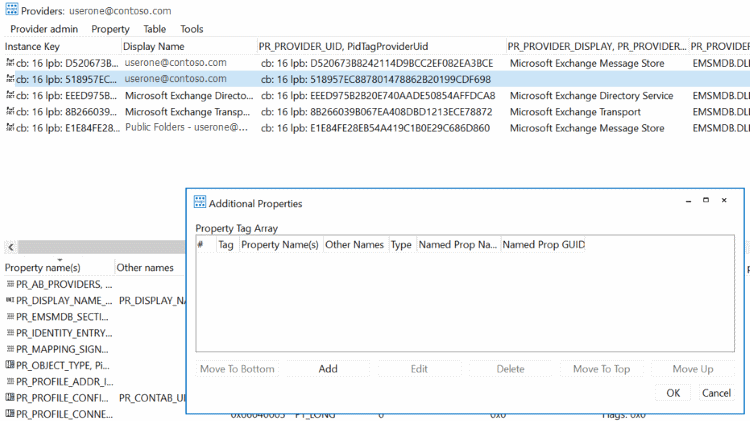 Providers: userone@contoso.com
Provider admin Property Table Tools
Instance Key Display Name PR_PROVIDER_UID, PidTagProviderUid PR_PROVIDER_DISPLAY, PR_PROVIDER... PR_PROVIDE
cb: 16 lpb: D520673B... userone@contoso.com cb: 16 lpb: D520673B8242114D9BCC2EF082EA3BCE Microsoft Exchange Message Store EMSMDB.DLL
cb: 16 lpb: 518957EC... userone@contoso.com cb: 16 lpb: 518957EC887801478862B20199CDF698
cb: 16 lpb: EEED975B... Microsoft Exchange Directo... cb: 16 lpb: EEED975B2B20E740AADE50854AFFDCA8 Microsoft Exchange Directory Service EMSMDB.DLL
cb: 16 lpb: 8B266039... Microsoft Exchange Transp... cb: 16 lpb: 8B266039B067EA408DBD1213ECE78872 Microsoft Exchange Transport EMSMDB.DLL
cb: 16 lpb: E1E84FE2... Public Folders - userone@... cb: 16 lpb: E1E84FE28EB54A419C1B0E29C686D860 Microsoft Exchange Message Store EMSMDB.DLL
Additional Properties
Property Tag Array
# Tag Property Name(s) Other Names Type Named Prop Na... Named Prop GUID
Property name(s) Other names
PR_AB_PROVIDERS, ...
PR_DISPLAY_NAME_... PR_DISPLAY_NA
PR_EMSMDB_SECTI...
PR_IDENTITY_ENTRY...
PR_MAPPING_SIGN...
PR_OBJECT_TYPE, Pi...
PR_PROFILE_ADDR_I...
PR_PROFILE_CONFI... PR_CONTAB_UI
PR_PROFILE_CONNE...
Move To Bottom Add Edit Delete Move To Top Move Up
OK Cancel
0x66040003 PT_LONG 0 0x0 Flags: 0x0